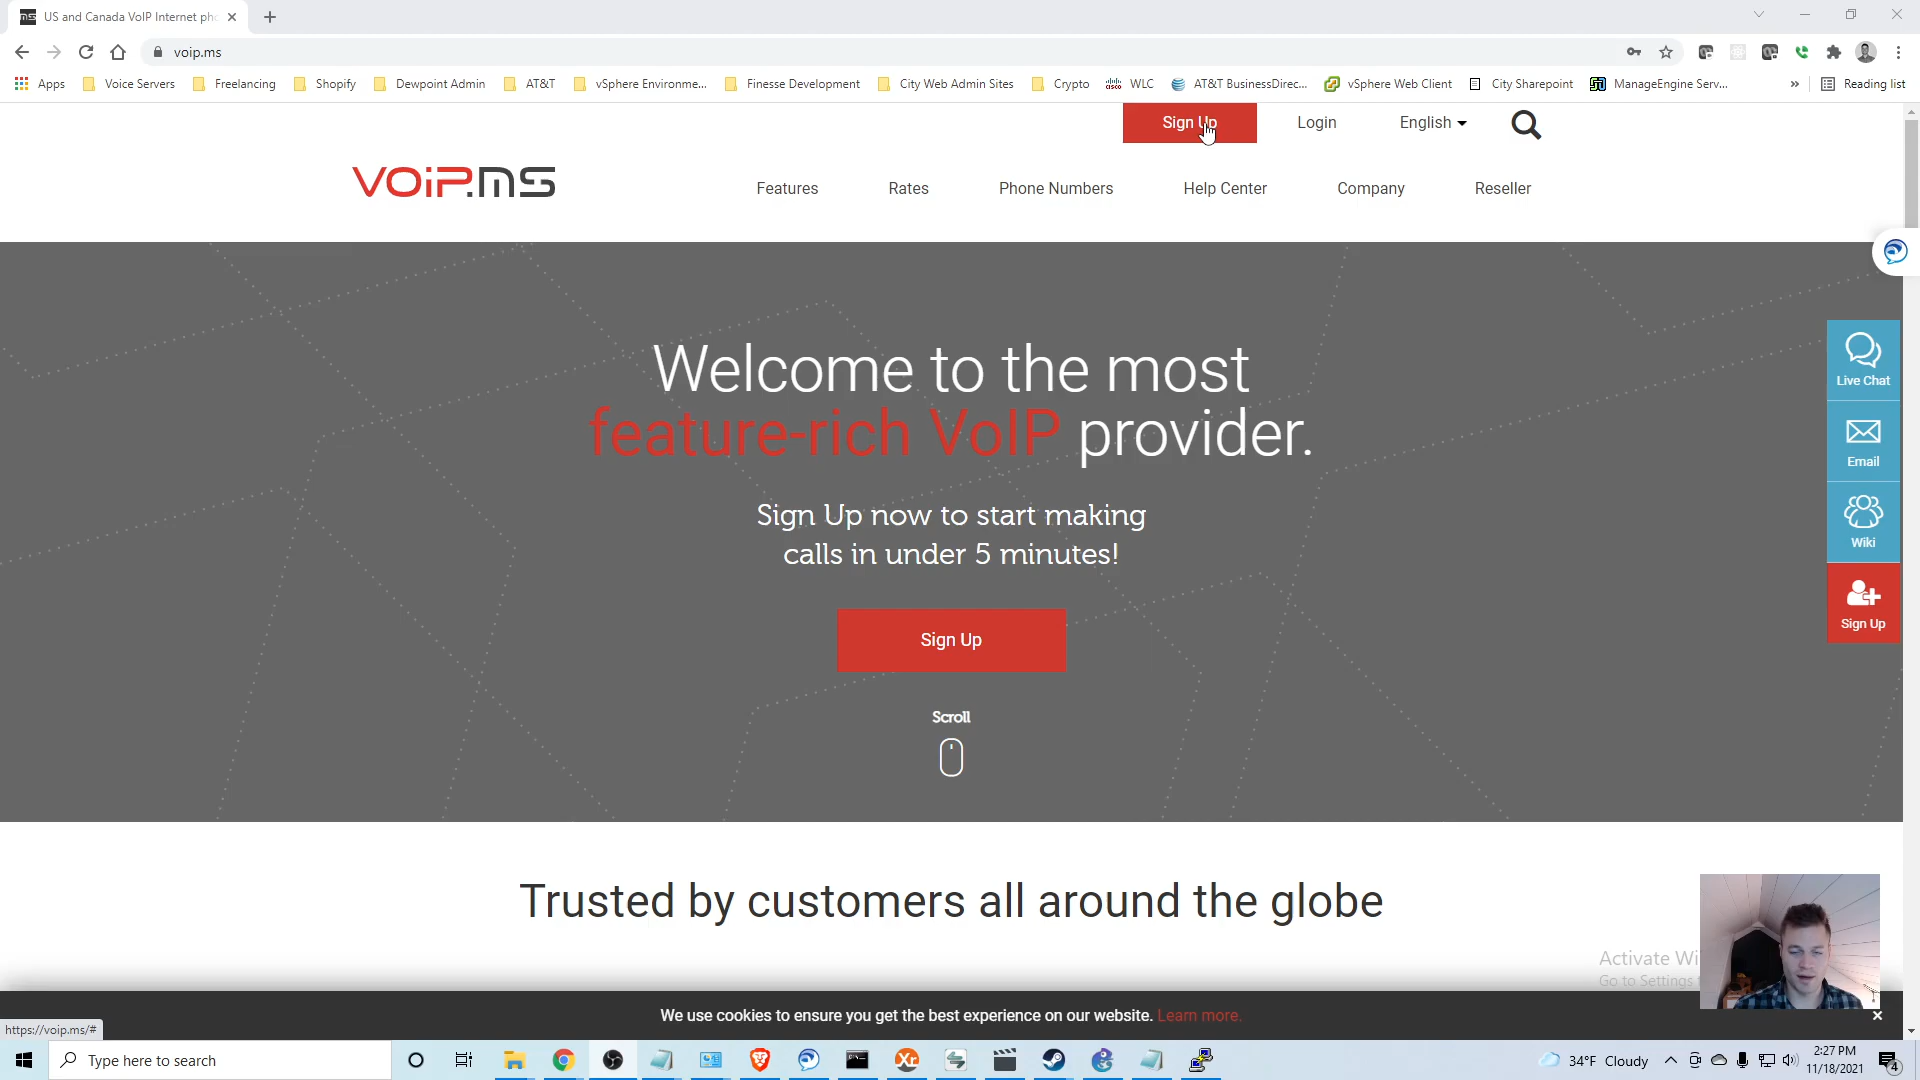 US and Canada VoIP Internet pho
voip.ms
Apps
Voice Servers
Freelancing
Shopify
Dewpoint Admin
AT&T
vSphere Environme...
Finesse Development
City Web Admin Sites
Crypto
WLC
AT&T BusinessDirec...
vSphere Web Client
City Sharepoint
ManageEngine Serv...
»
Reading list
Sign Up
Login
English
VOiP.MS
Features
Rates
Phone Numbers
Help Center
Company
Reseller
Welcome to the most
feature-rich VoIP provider.
Sign Up now to start making
calls in under 5 minutes!
Sign Up
Scroll
Live Chat
Email
Wiki
Sign Up
Trusted by customers all around the globe
Activate Wi
Go to Settings
We use cookies to ensure you get the best experience on our website. Learn more.
https://voip.ms/#
Type here to search
Xr
34°F Cloudy
2:27 PM
11/18/2021
4